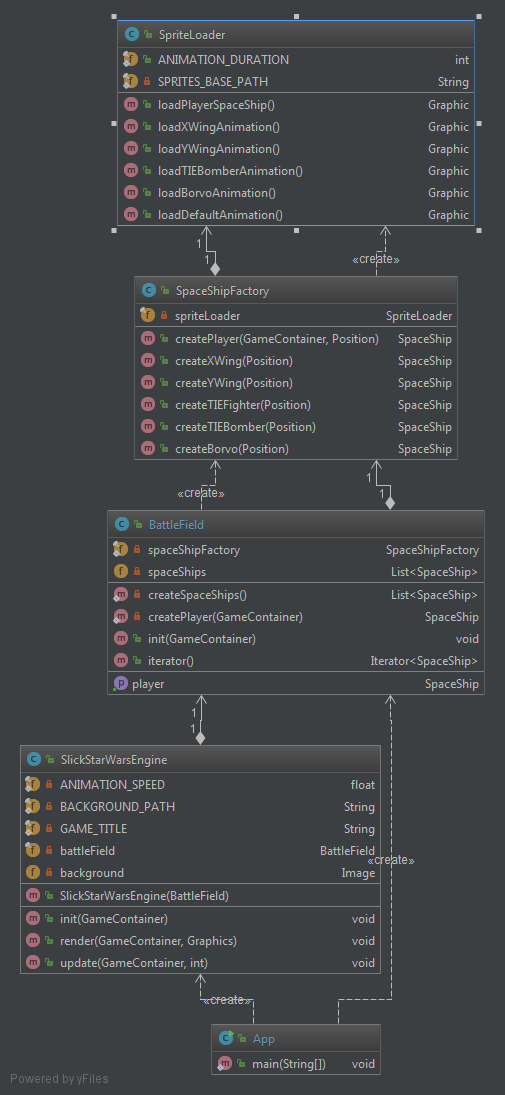 SpriteLoader
ANIMATION_DURATION int
SPRITES_BASE_PATH String
loadPlayerSpaceShip() Graphic
loadXWingAnimation() Graphic
loadYWingAnimation() Graphic
loadTIEBomberAnimation() Graphic
loadBorvoAnimation() Graphic
loadDefaultAnimation() Graphic
1
1
«create»
SpaceShipFactory
spriteLoader SpriteLoader
createPlayer(GameContainer, Position) SpaceShip
createXWing(Position) SpaceShip
createYWing(Position) SpaceShip
createTIEFighter(Position) SpaceShip
createTIEBomber(Position) SpaceShip
createBorvo(Position) SpaceShip
1
«create»
1
BattleField
spaceShipFactory SpaceShipFactory
spaceShips List<SpaceShip>
createSpaceShips() List<SpaceShip>
createPlayer(GameContainer) SpaceShip
init(GameContainer) void
iterator() Iterator<SpaceShip>
player SpaceShip
1
1
SlickStarWarsEngine
ANIMATION_SPEED float
BACKGROUND_PATH String
GAME_TITLE String
battleField BattleField
«create»
background Image
SlickStarWarsEngine(BattleField)
init(GameContainer) void
render(GameContainer, Graphics) void
update(GameContainer, int) void
«create»
App
main(String[]) void
Powered by yFiles